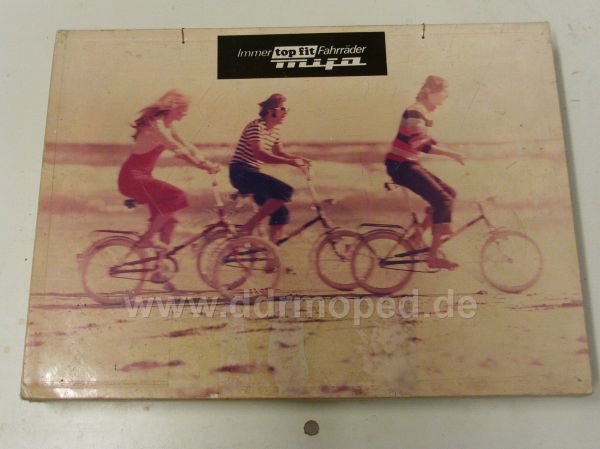 Immer top fit Fahrräder
mifa
www.ddrmoped.de